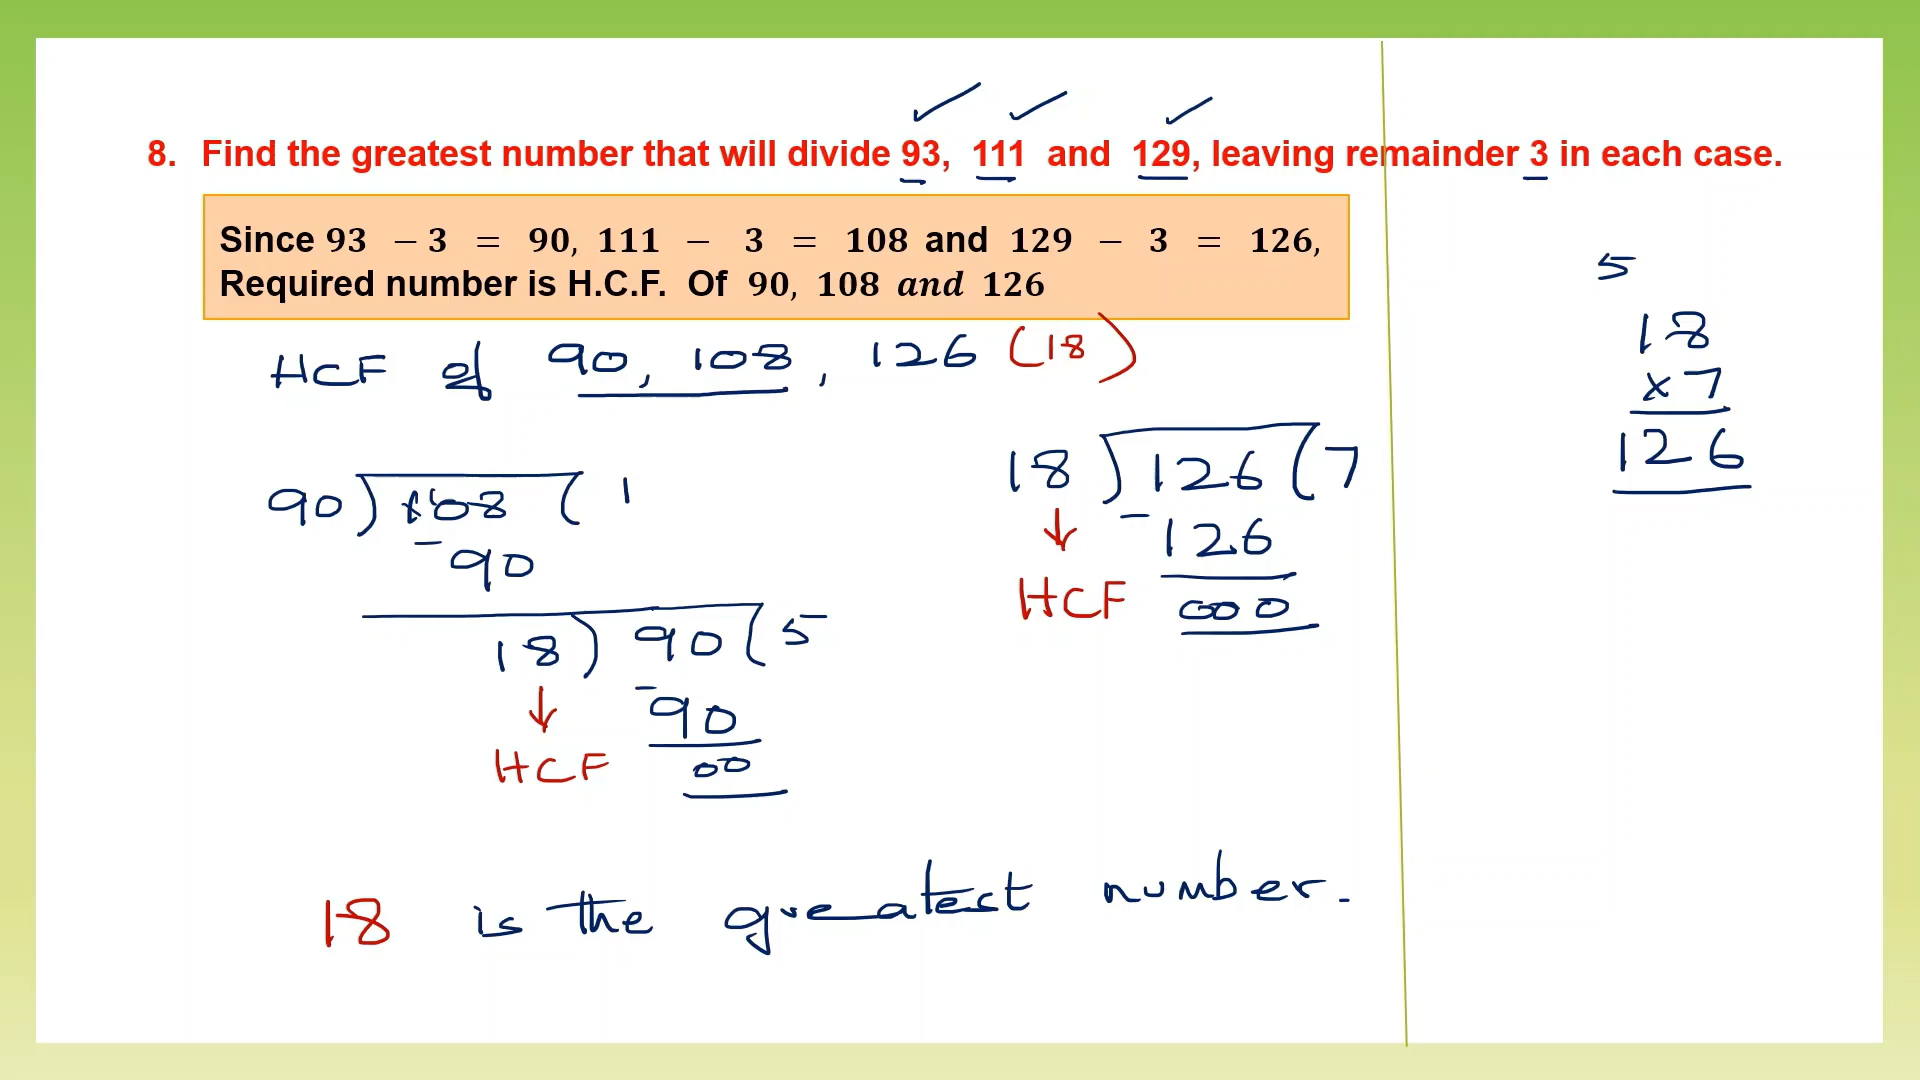 8. Find the greatest number that will divide 93, 111 and 129, leaving remainder 3 in each case.
Since 93 − 3 = 90, 111 − 3 = 108 and 129 − 3 = 126,
Required number is H.C.F. Of 90, 108 and 126
HCF of 90, 108, 126 (18)
90) 108 ( 1
- 90
18) 90 ( 5
- 90
00
↓
HCF
18) 126 ( 7
- 126
000
↓
HCF
18 is the greatest number.
5
18
x 7
126